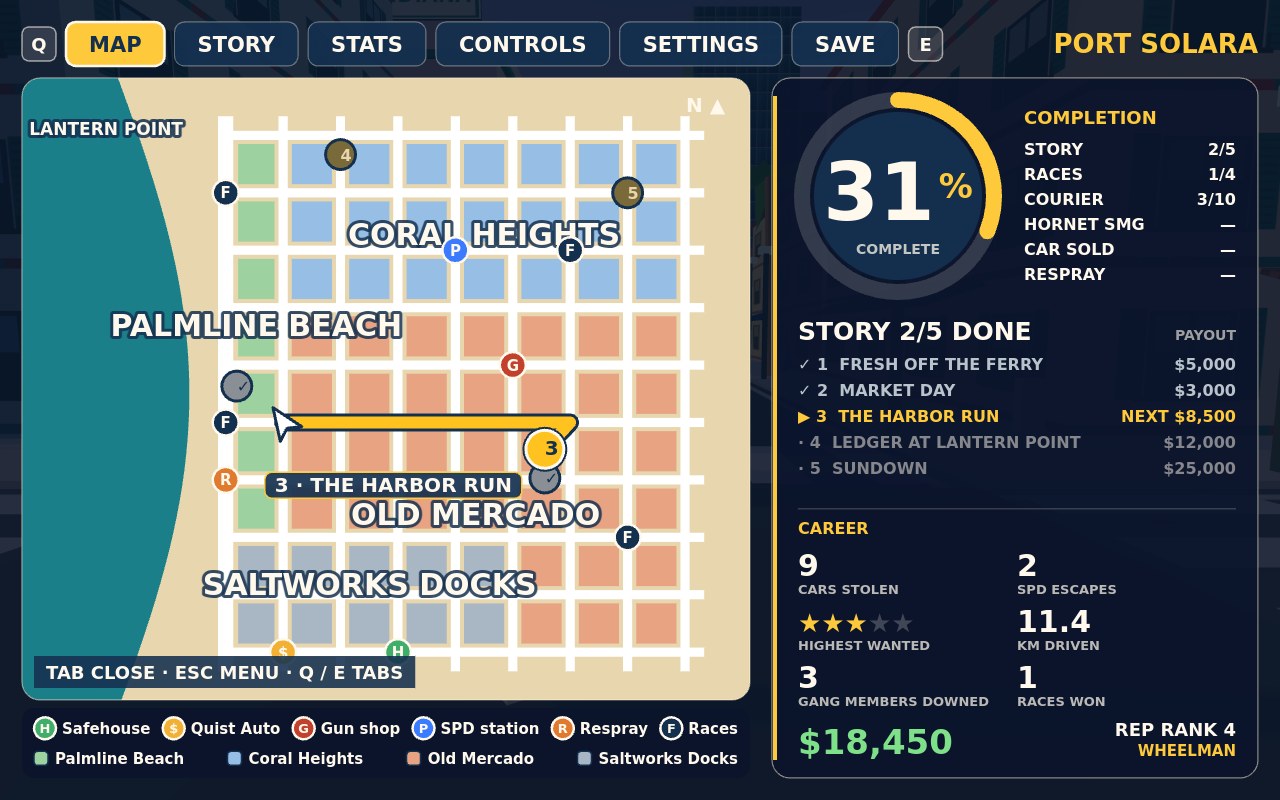 Q MAP STORY STATS CONTROLS SETTINGS SAVE E PORT SOLARA
N ▲
LANTERN POINT
4
F
5
CORAL HEIGHTS
P F
PALMLINE BEACH
G
✓
F
3
R
3 · THE HARBOR RUN ✓
OLD MERCADO
F
SALTWORKS DOCKS
$ H
TAB CLOSE · ESC MENU · Q / E TABS
H Safehouse $ Quist Auto G Gun shop P SPD station R Respray F Races
Palmline Beach Coral Heights Old Mercado Saltworks Docks
31 %
COMPLETE
COMPLETION
STORY 2/5
RACES 1/4
COURIER 3/10
HORNET SMG —
CAR SOLD —
RESPRAY —
STORY 2/5 DONE PAYOUT
✓ 1 FRESH OFF THE FERRY $5,000
✓ 2 MARKET DAY $3,000
▶ 3 THE HARBOR RUN NEXT $8,500
· 4 LEDGER AT LANTERN POINT $12,000
· 5 SUNDOWN $25,000
CAREER
9 2
CARS STOLEN SPD ESCAPES
★★★★★ 11.4
HIGHEST WANTED KM DRIVEN
3 1
GANG MEMBERS DOWNED RACES WON
$18,450 REP RANK 4
WHEELMAN